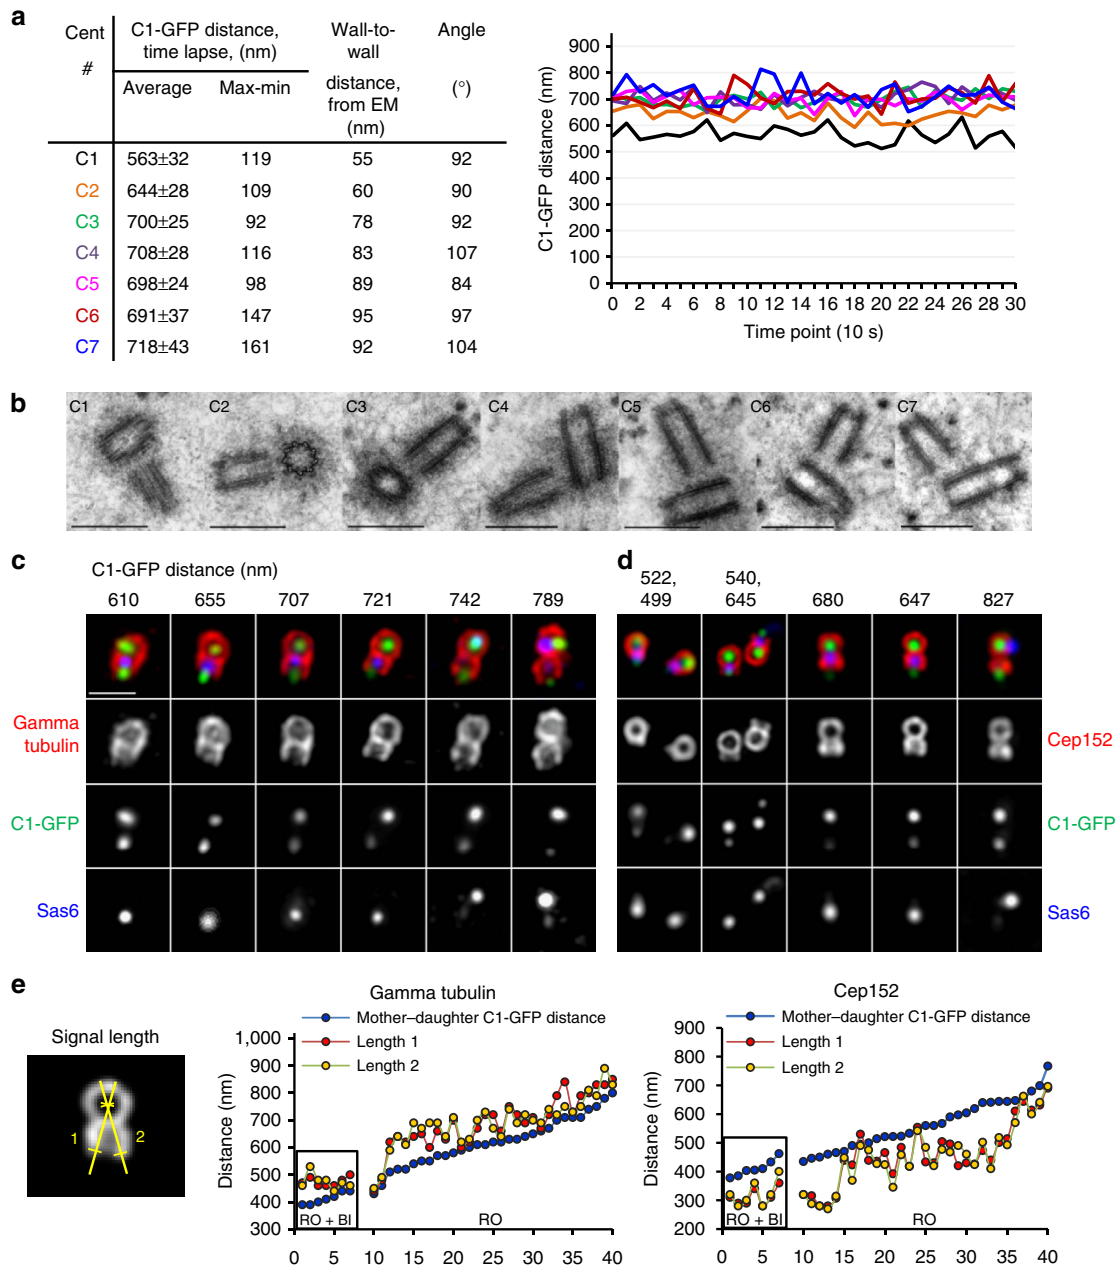 a
Cent
#
C1-GFP distance,
time lapse, (nm)
Average
Max-min
Wall-to-
wall
distance,
from EM
(nm)
Angle
(°)
C1 563±32 119 55 92
C2 644±28 109 60 90
C3 700±25 92 78 92
C4 708±28 116 83 107
C5 698±24 98 89 84
C6 691±37 147 95 97
C7 718±43 161 92 104
C1-GFP distance (nm)
900
800
700
600
500
400
300
200
100
0
0 2 4 6 8 10 12 14 16 18 20 22 24 26 28 30
Time point (10 s)
b
C1 C2 C3 C4 C5 C6 C7
c
C1-GFP distance (nm)
610 655 707 721 742 789
Gamma
tubulin
C1-GFP
Sas6
d
522,
499
540,
645
680 647 827
Cep152
C1-GFP
Sas6
e
Signal length
1 2
Gamma tubulin
Mother–daughter C1-GFP distance
Length 1
Length 2
Distance (nm)
1,000
900
800
700
600
500
400
300
RO + BI
RO
0 5 10 15 20 25 30 35 40
Cep152
Mother–daughter C1-GFP distance
Length 1
Length 2
Distance (nm)
900
800
700
600
500
400
300
200
RO + BI
RO
0 5 10 15 20 25 30 35 40